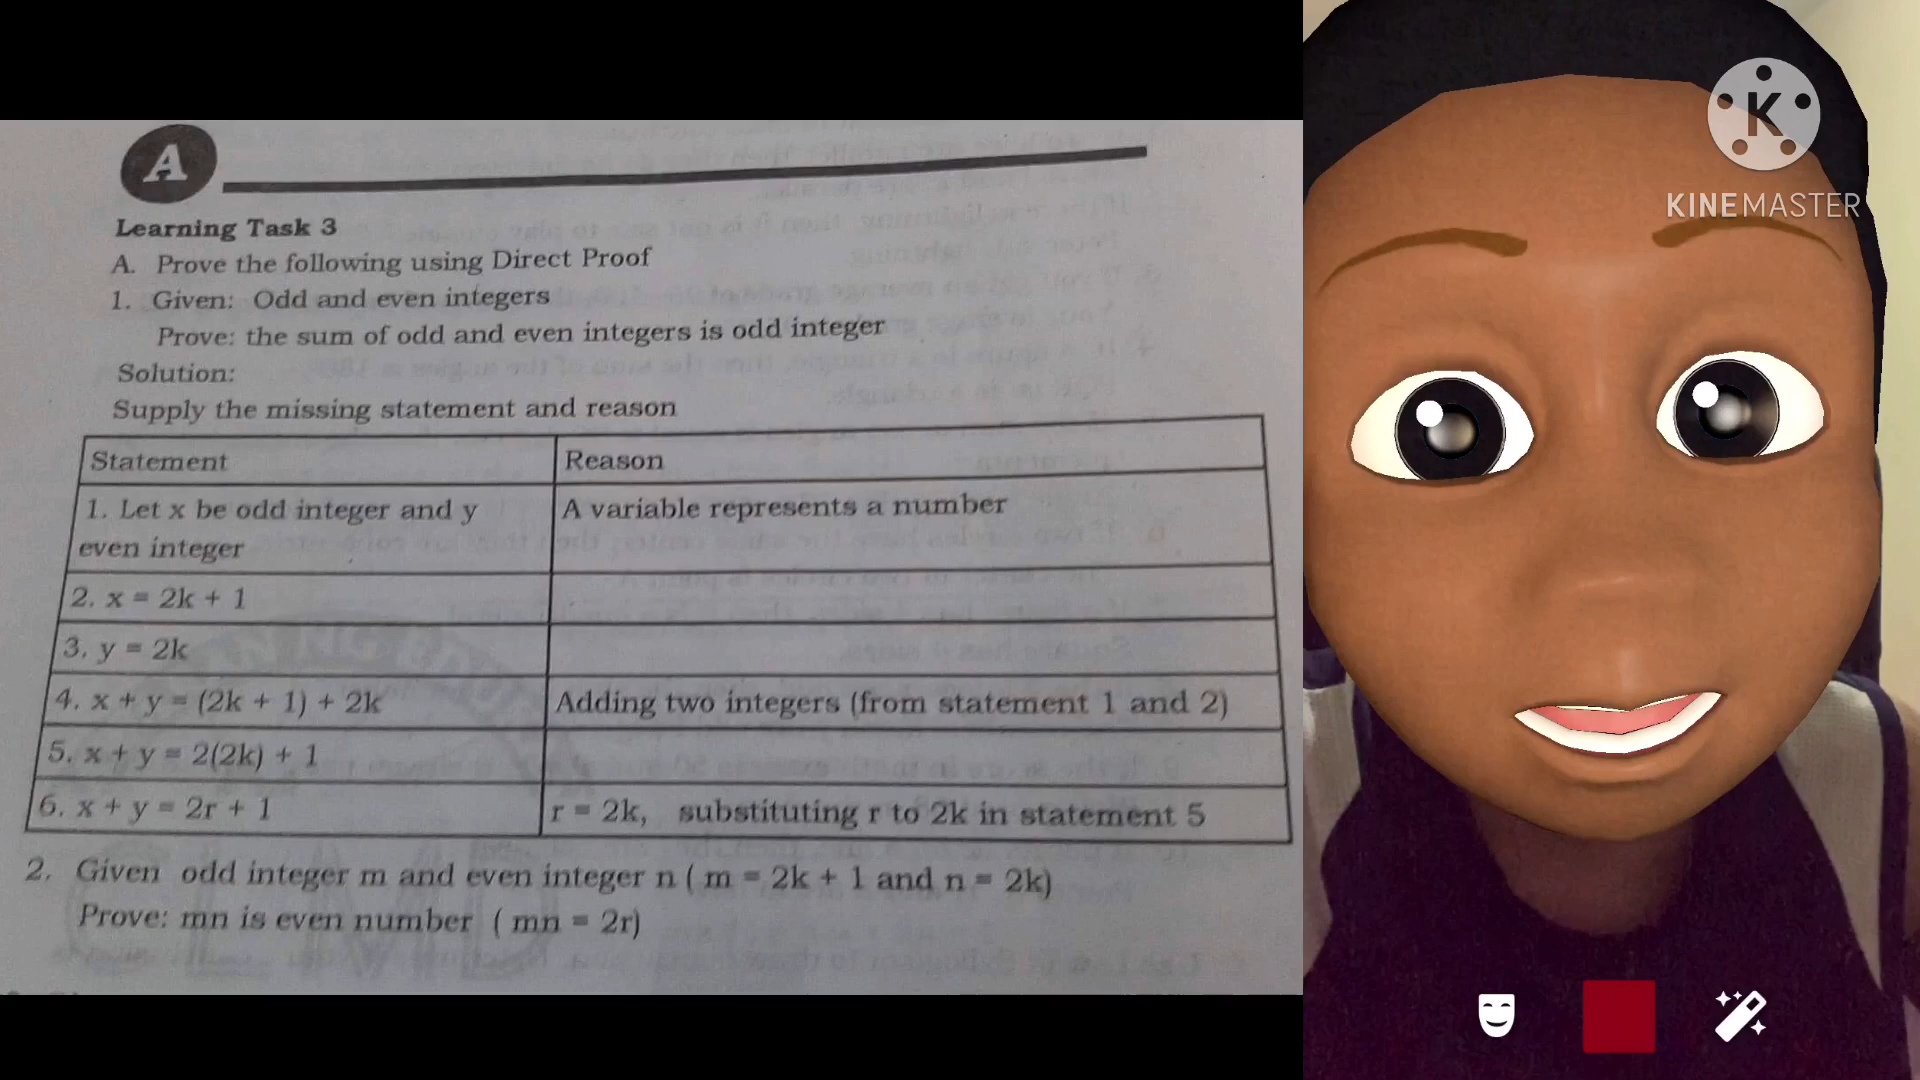 A
Learning Task 3
A. Prove the following using Direct Proof
1. Given: Odd and even integers
Prove: the sum of odd and even integers is odd integer
Solution:
Supply the missing statement and reason
Statement Reason
1. Let x be odd integer and y A variable represents a number
even integer
2. x = 2k + 1
3. y = 2k
4. x + y = (2k + 1) + 2k Adding two integers (from statement 1 and 2)
5. x + y = 2(2k) + 1
6. x + y = 2r + 1 r = 2k, substituting r to 2k in statement 5
2. Given odd integer m and even integer n ( m = 2k + 1 and n = 2k)
Prove: mn is even number ( mn = 2r)
K
KINEMASTER